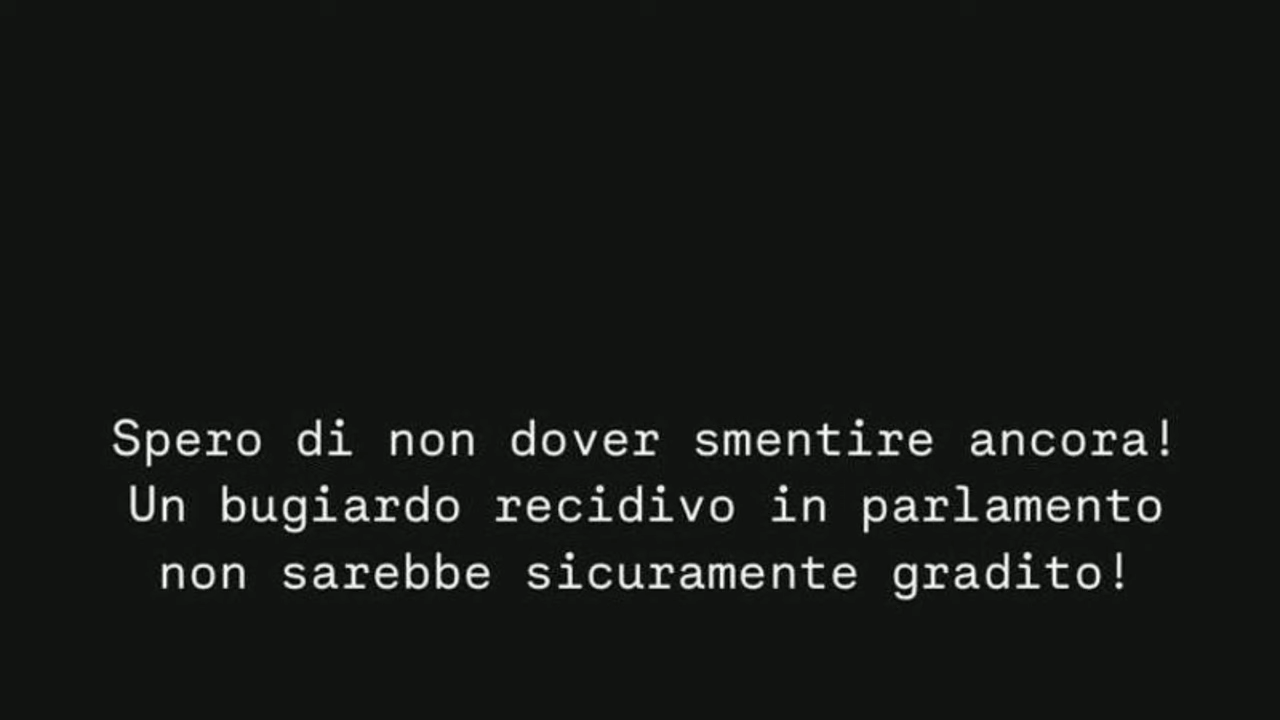 Spero di non dover smentire ancora!
Un bugiardo recidivo in parlamento
non sarebbe sicuramente gradito!